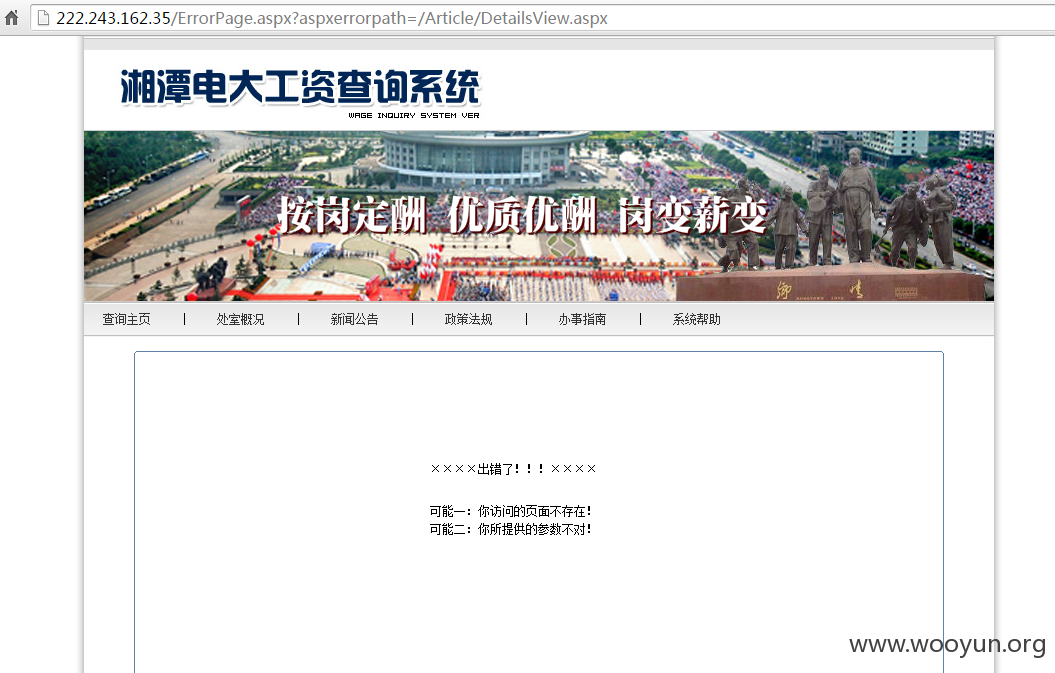 222.243.162.35/ErrorPage.aspx?aspxerrorpath=/Article/DetailsView.aspx
湘潭电大工资查询系统
WAGE INQUIRY SYSTEM VER
按岗定酬 优质优酬 岗变薪变
乡情
查询主页 | 处室概况 | 新闻公告 | 政策法规 | 办事指南 | 系统帮助
××××出错了！！！××××
可能一：你访问的页面不存在！
可能二：你所提供的参数不对！
www.wooyun.org